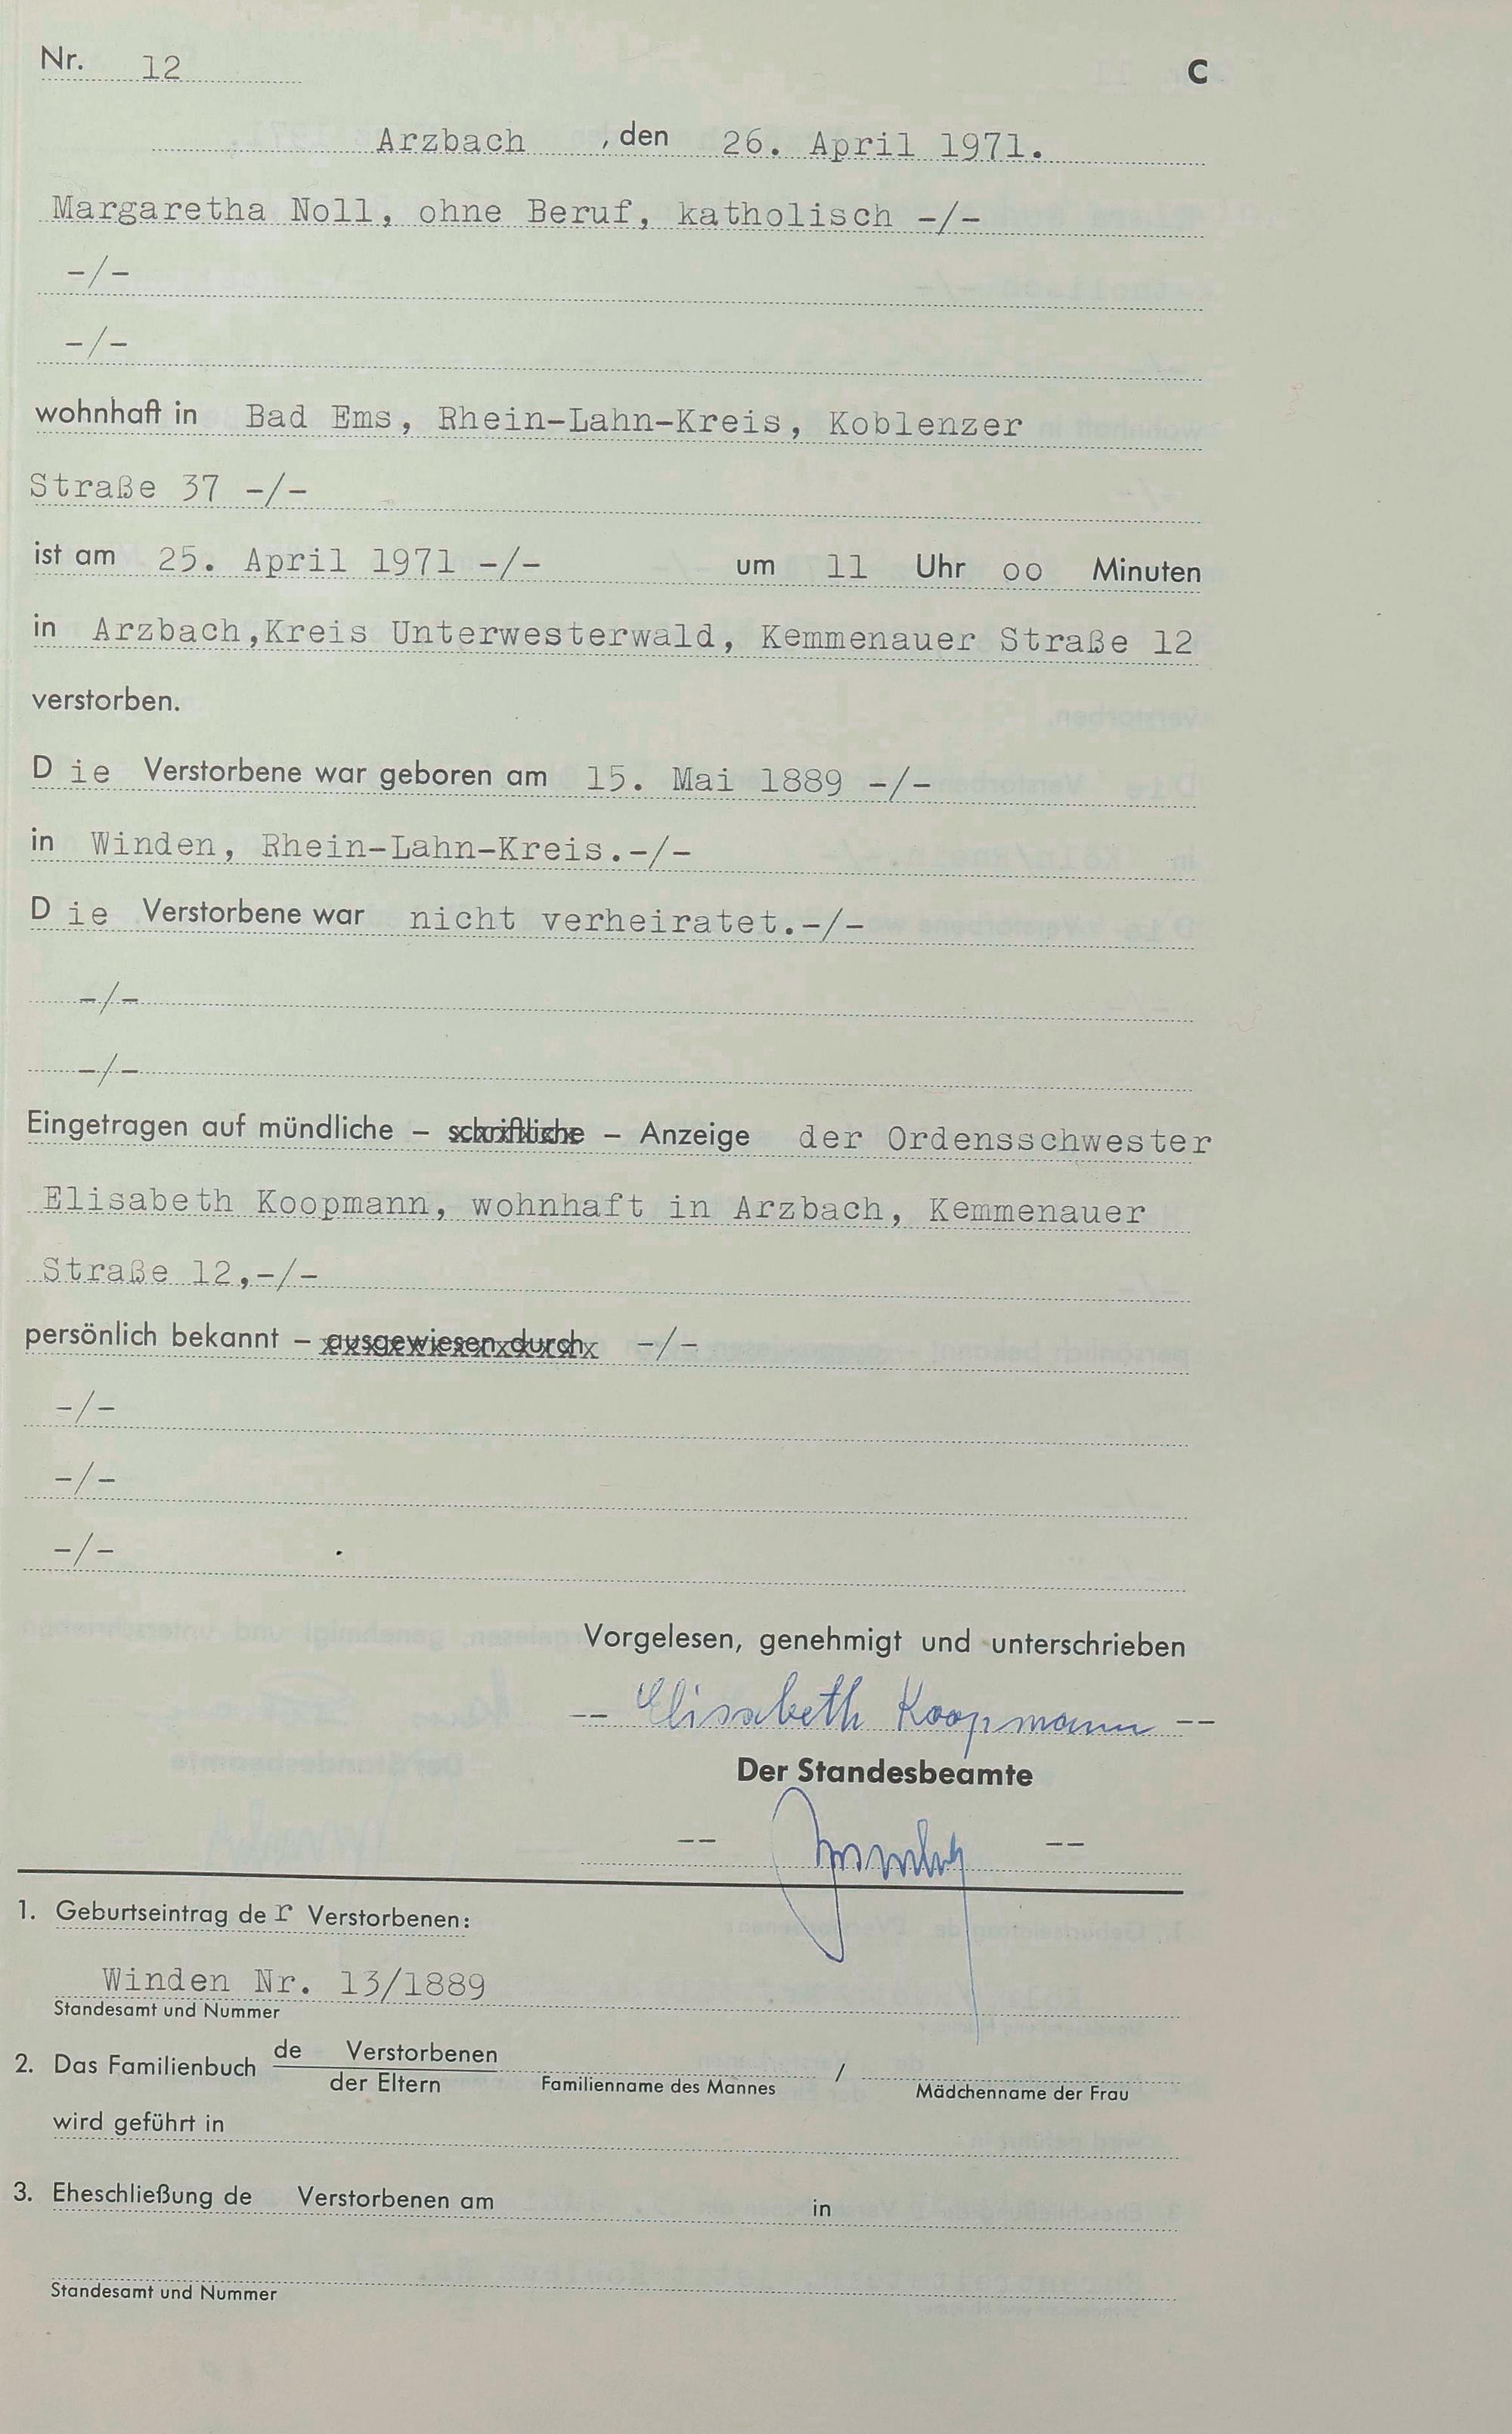 Nr. 12 C
Arzbach , den 26. April 1971.
Margaretha Noll, ohne Beruf, katholisch -/-
-/-
-/-
wohnhaft in Bad Ems, Rhein-Lahn-Kreis, Koblenzer
Straße 37 -/-
ist am 25. April 1971 -/- um 11 Uhr oo Minuten
in Arzbach,Kreis Unterwesterwald, Kemmenauer Straße 12
verstorben.
Die Verstorbene war geboren am 15. Mai 1889 -/-
in Winden, Rhein-Lahn-Kreis.-/-
Die Verstorbene war nicht verheiratet.-/-
-/-
-/-
Eingetragen auf mündliche – schriftliche – Anzeige der Ordensschwester
Elisabeth Koopmann, wohnhaft in Arzbach, Kemmenauer
Straße 12,-/-
persönlich bekannt – ausgewiesen durch -/-
-/-
-/-
-/-
Vorgelesen, genehmigt und unterschrieben
-- Elisabeth Koopmann --
Der Standesbeamte
-- --
1. Geburtseintrag der Verstorbenen:
Winden Nr. 13/1889
Standesamt und Nummer
2. Das Familienbuch de Verstorbenen /
der Eltern Familienname des Mannes Mädchenname der Frau
wird geführt in
3. Eheschließung de Verstorbenen am in
Standesamt und Nummer